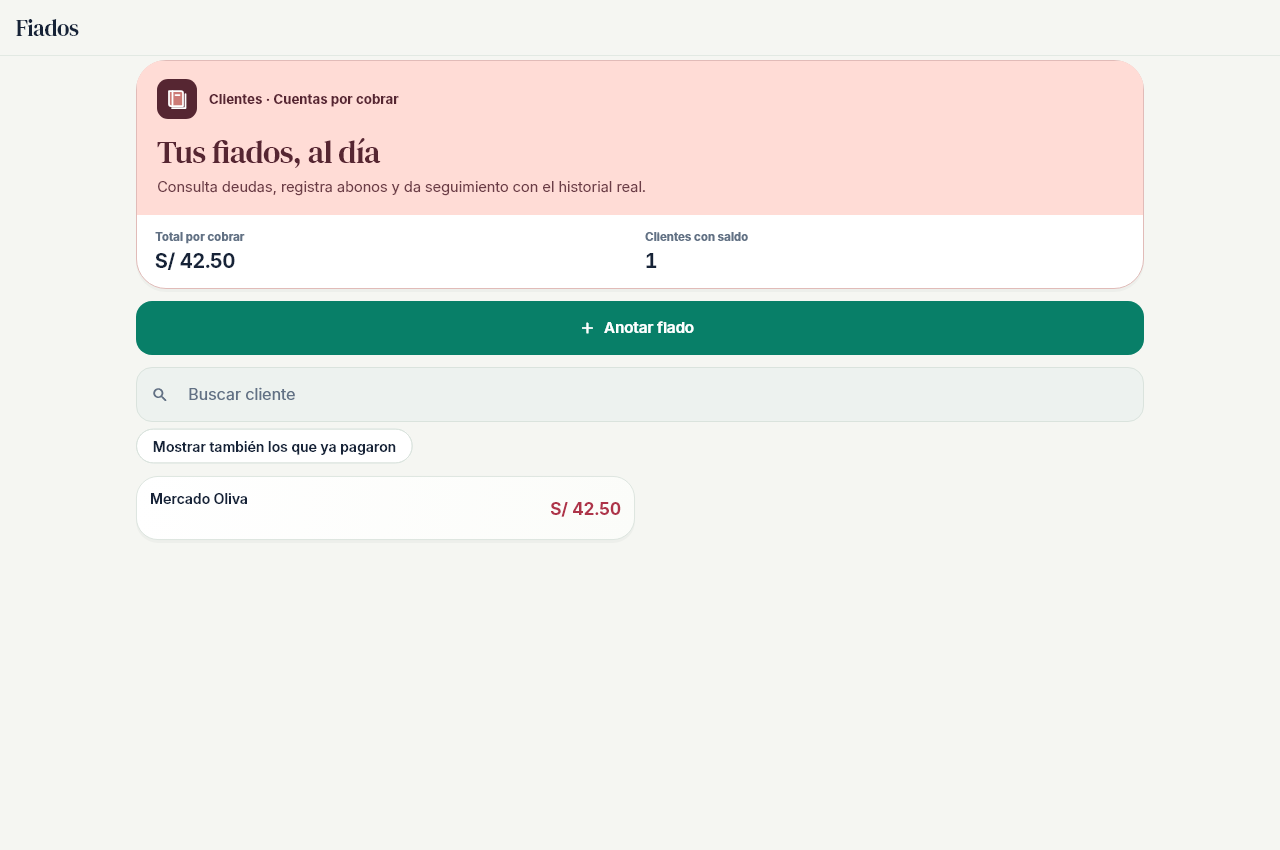 Fiados
Clientes · Cuentas por cobrar
Tus fiados, al día
Consulta deudas, registra abonos y da seguimiento con el historial real.
Total por cobrar
S/ 42.50
Clientes con saldo
1
+ Anotar fiado
Buscar cliente
Mostrar también los que ya pagaron
Mercado Oliva
S/ 42.50